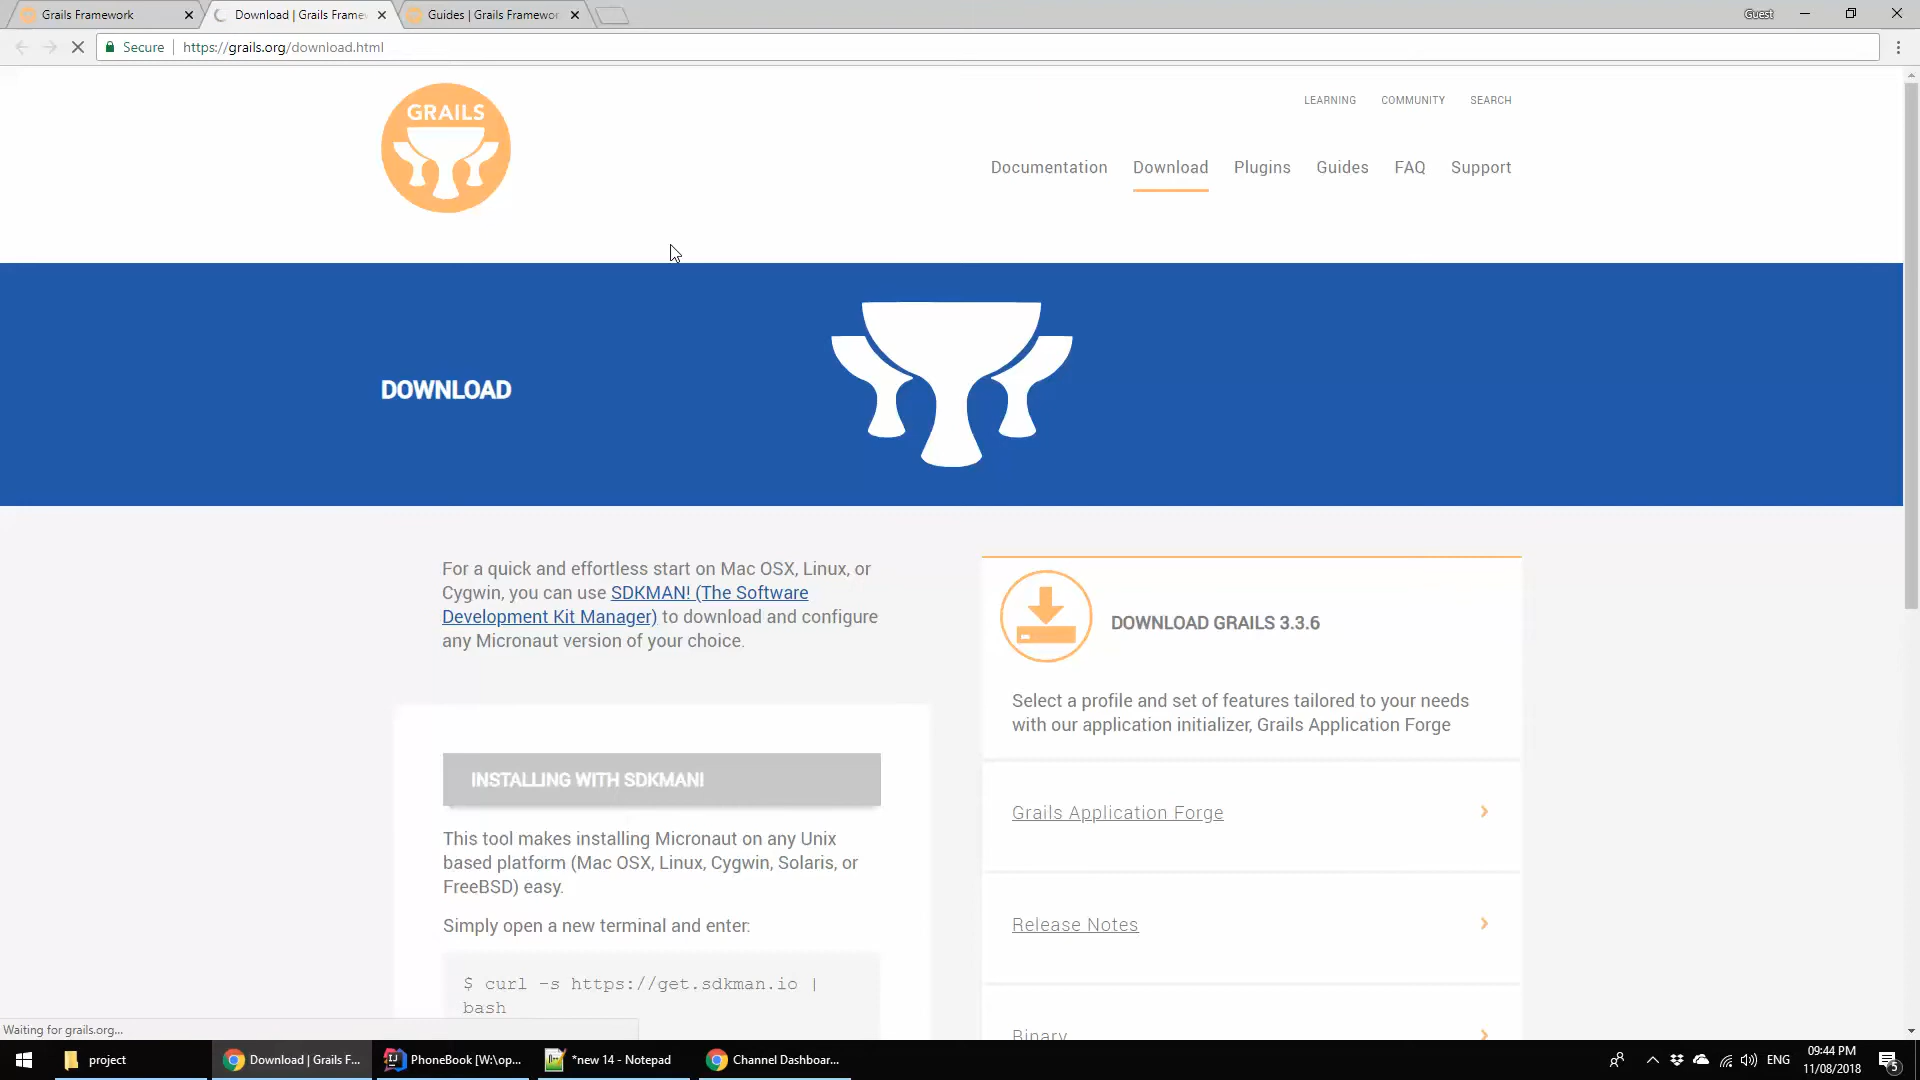 Grails Framework
Download | Grails Frame
Guides | Grails Framewor
Guest
Secure
https://grails.org/download.html
GRAILS
LEARNING
COMMUNITY
SEARCH
Documentation
Download
Plugins
Guides
FAQ
Support
DOWNLOAD
For a quick and effortless start on Mac OSX, Linux, or
Cygwin, you can use SDKMAN! (The Software
Development Kit Manager) to download and configure
any Micronaut version of your choice.
INSTALLING WITH SDKMAN!
This tool makes installing Micronaut on any Unix
based platform (Mac OSX, Linux, Cygwin, Solaris, or
FreeBSD) easy.
Simply open a new terminal and enter:
$ curl -s https://get.sdkman.io |
bash
DOWNLOAD GRAILS 3.3.6
Select a profile and set of features tailored to your needs
with our application initializer, Grails Application Forge
Grails Application Forge
Release Notes
Binary
Waiting for grails.org...
project
Download | Grails F...
PhoneBook [W:\op...
*new 14 - Notepad
Channel Dashboar...
ENG
09:44 PM
11/08/2018
5